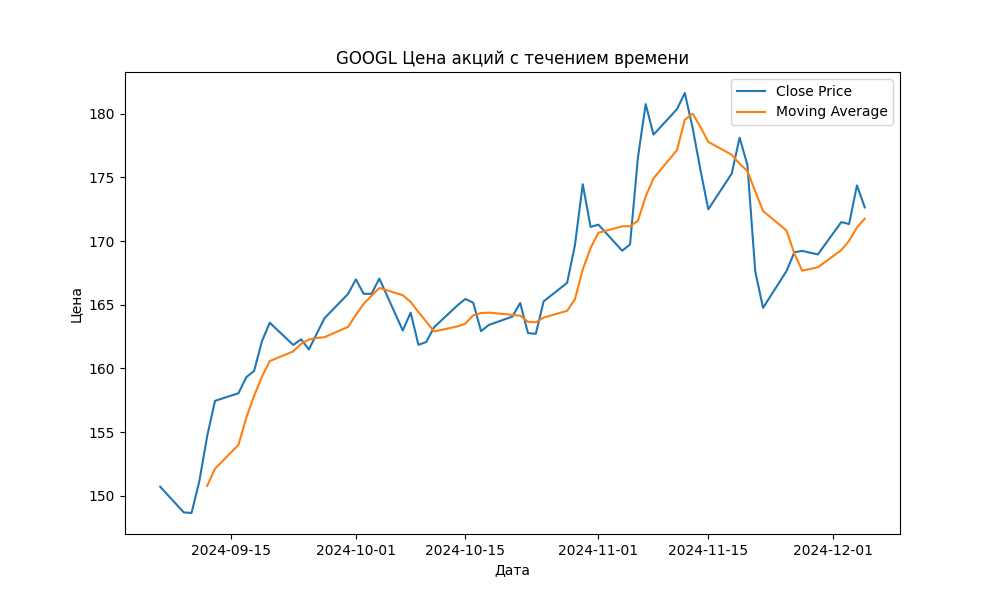 GOOGL Цена акций с течением времени
Close Price
Moving Average
Цена
180
175
170
165
160
155
150
2024-09-15
2024-10-01
2024-10-15
2024-11-01
2024-11-15
2024-12-01
Дата